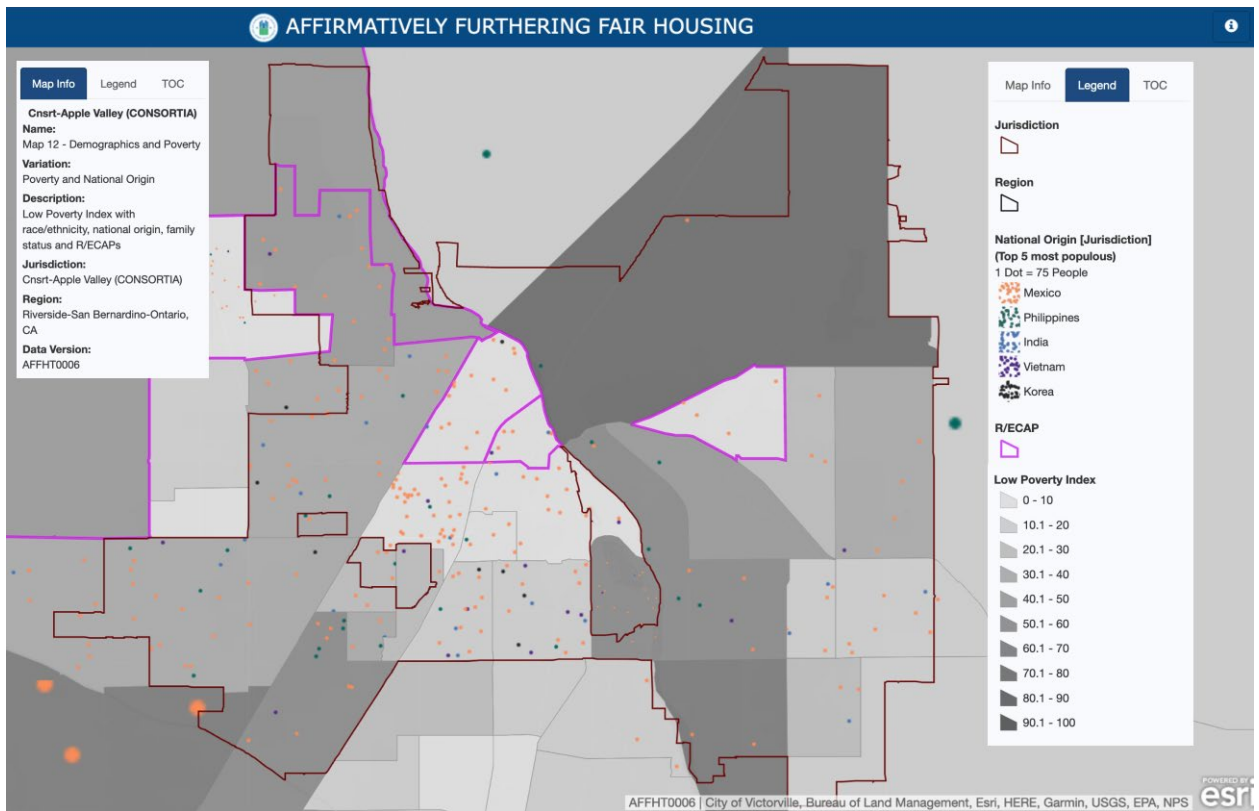 AFFIRMATIVELY FURTHERING FAIR HOUSING
Map Info Legend TOC
Cnsrt-Apple Valley (CONSORTIA)
Name:
Map 12 - Demographics and Poverty
Variation:
Poverty and National Origin
Description:
Low Poverty Index with
race/ethnicity, national origin, family
status and R/ECAPs
Jurisdiction:
Cnsrt-Apple Valley (CONSORTIA)
Region:
Riverside-San Bernardino-Ontario,
CA
Data Version:
AFFHT0006
Map Info Legend TOC
Jurisdiction
Region
National Origin [Jurisdiction]
(Top 5 most populous)
1 Dot = 75 People
Mexico
Philippines
India
Vietnam
Korea
R/ECAP
Low Poverty Index
0 - 10
10.1 - 20
20.1 - 30
30.1 - 40
40.1 - 50
50.1 - 60
60.1 - 70
70.1 - 80
80.1 - 90
90.1 - 100
AFFHT0006 | City of Victorville, Bureau of Land Management, Esri, HERE, Garmin, USGS, EPA, NPS
POWERED BY
esri